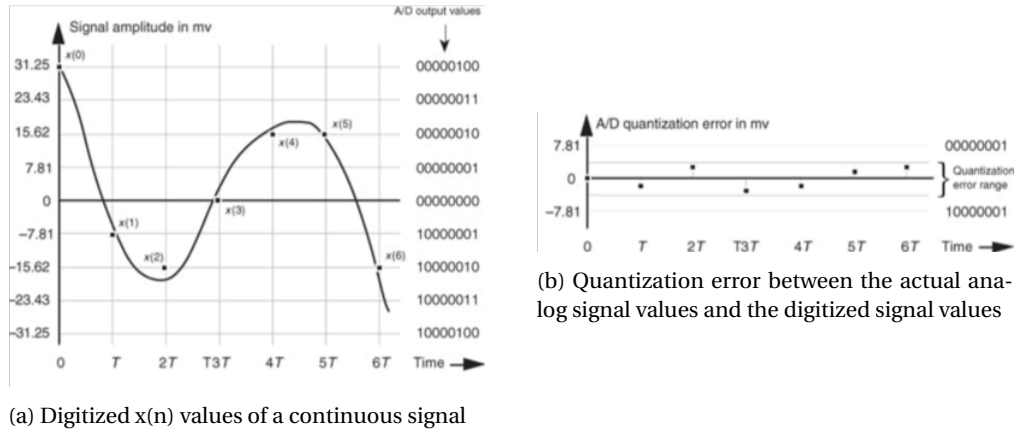 A/D output values
Signal amplitude in mv
x(0)
31.25 00000100
23.43 00000011
15.62 x(5) 00000010
x(4)
7.81 00000001
0 00000000
x(3)
x(1)
-7.81 10000001
x(2) x(6)
-15.62 10000010
-23.43 10000011
-31.25 10000100
0 T 2T T3T 4T 5T 6T Time
(a) Digitized x(n) values of a continuous signal
A/D quantization error in mv
7.81 00000001
0 Quantization
error range
-7.81 10000001
0 T 2T T3T 4T 5T 6T Time
(b) Quantization error between the actual ana-
log signal values and the digitized signal values